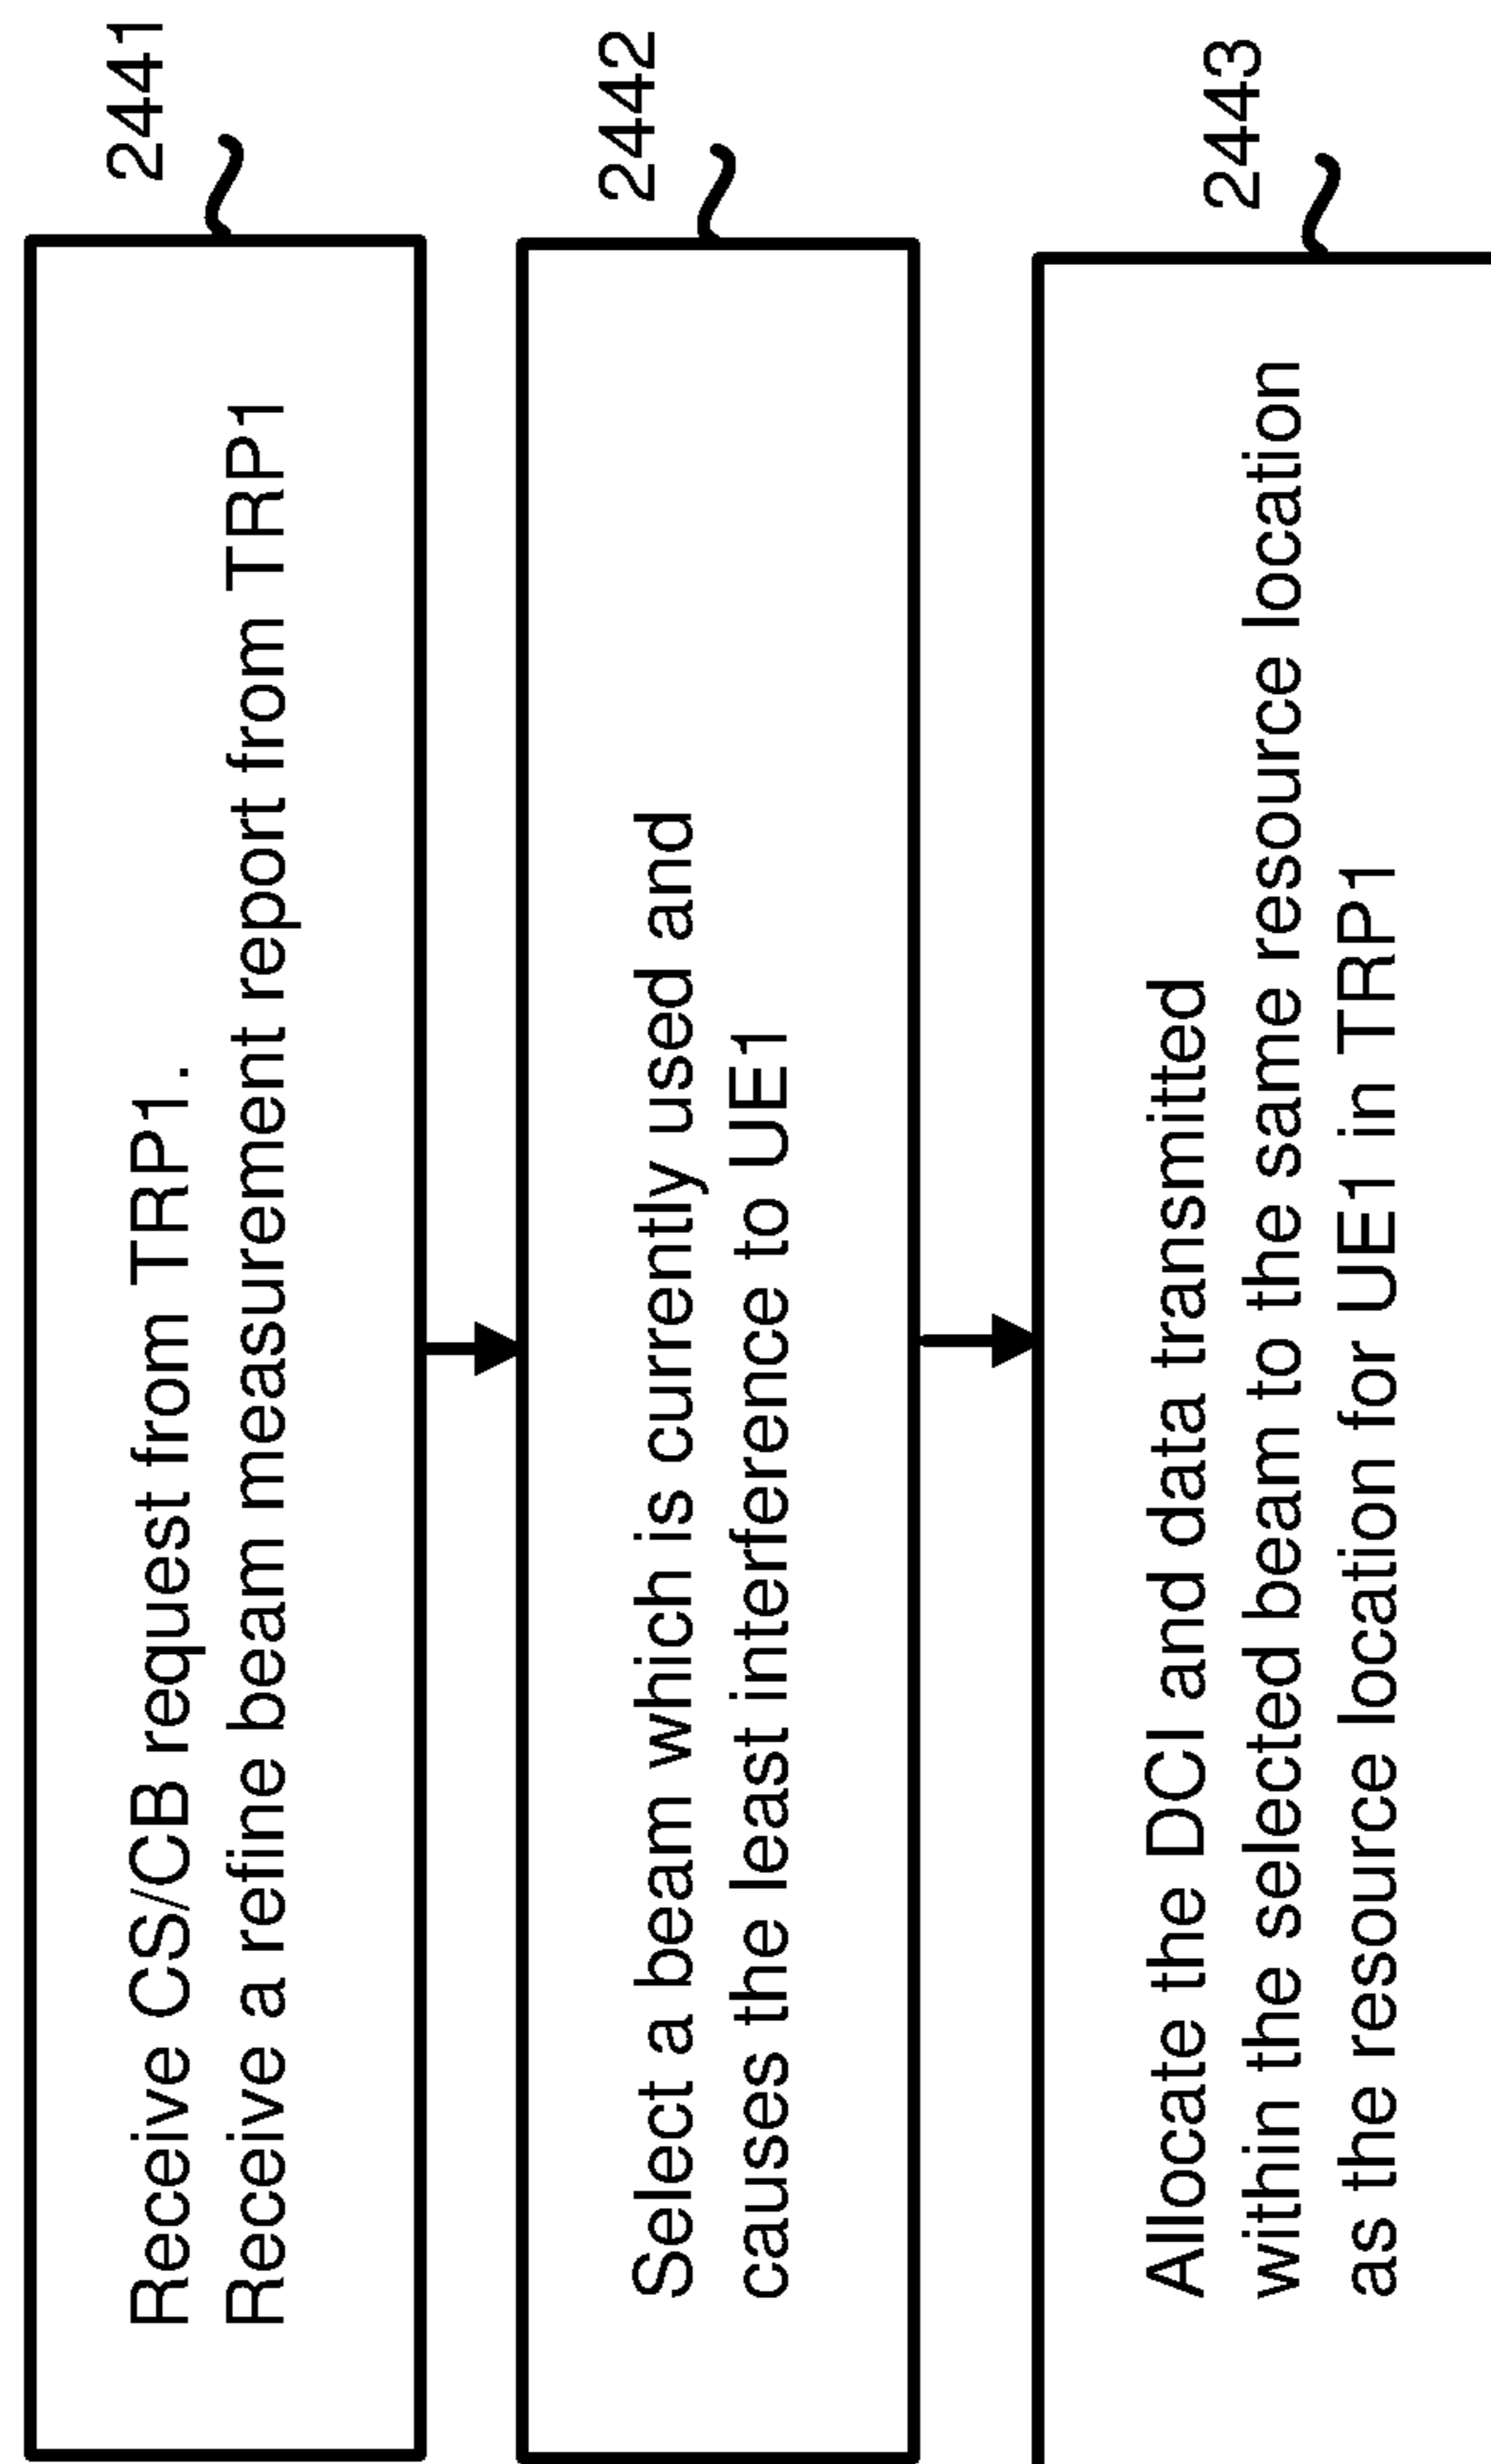 2441
Receive CS/CB request from TRP1.
Receive a refine beam measurement report from TRP1
2442
Select a beam which is currently used and
causes the least interference to UE1
2443
Allocate the DCI and data transmitted
within the selected beam to the same resource location
as the resource location for UE1 in TRP1